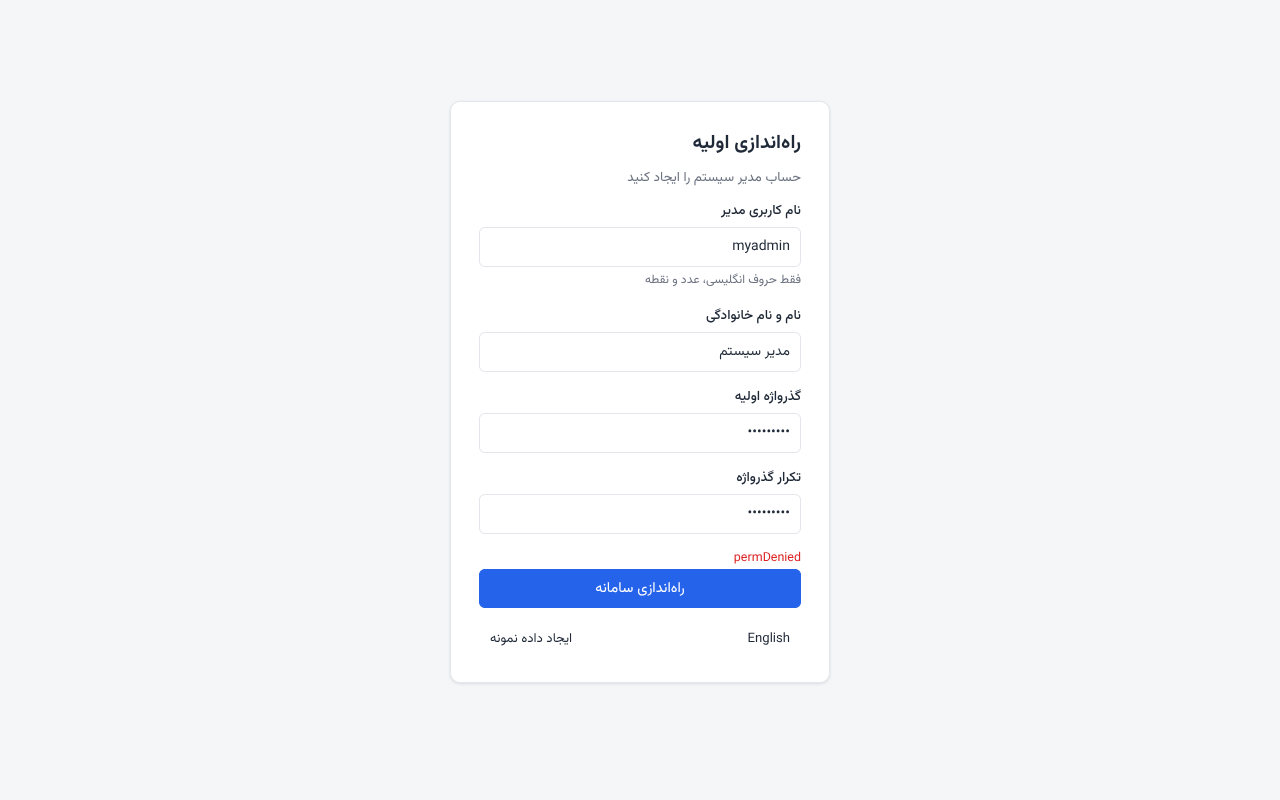 راه‌اندازی اولیه
حساب مدیر سیستم را ایجاد کنید
نام کاربری مدیر
myadmin
فقط حروف انگلیسی، عدد و نقطه
نام و نام خانوادگی
مدیر سیستم
گذرواژه اولیه
•••••••••
تکرار گذرواژه
•••••••••
permDenied
راه‌اندازی سامانه
English
ایجاد داده نمونه